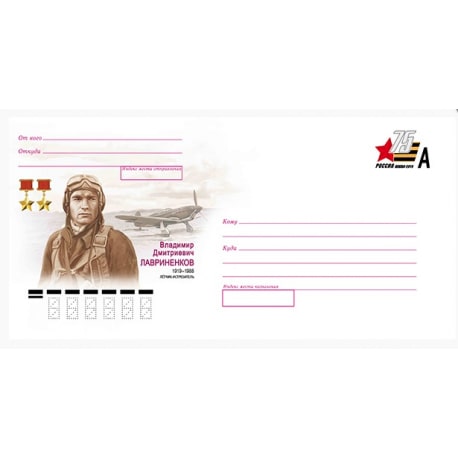 От кого
Откуда
Индекс места отправления
75
РОССИЯ
А
Кому
Куда
Индекс места назначения
Владимир
Дмитриевич
ЛАВРИНЕНКОВ
1919–1988
ЛЕТЧИК-ИСТРЕБИТЕЛЬ